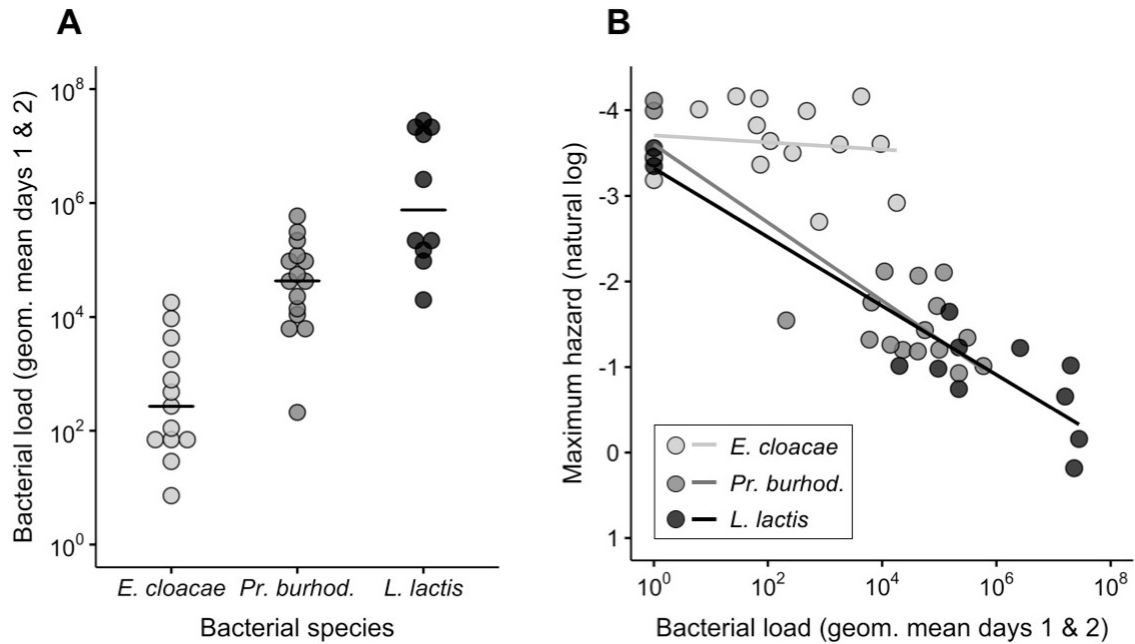 A
Bacterial load (geom. mean days 1 & 2)
10^8
10^6
10^4
10^2
10^0
E. cloacae Pr. burhod. L. lactis
Bacterial species
B
Maximum hazard (natural log)
-4
-3
-2
-1
0
1
E. cloacae
Pr. burhod.
L. lactis
10^0 10^2 10^4 10^6 10^8
Bacterial load (geom. mean days 1 & 2)